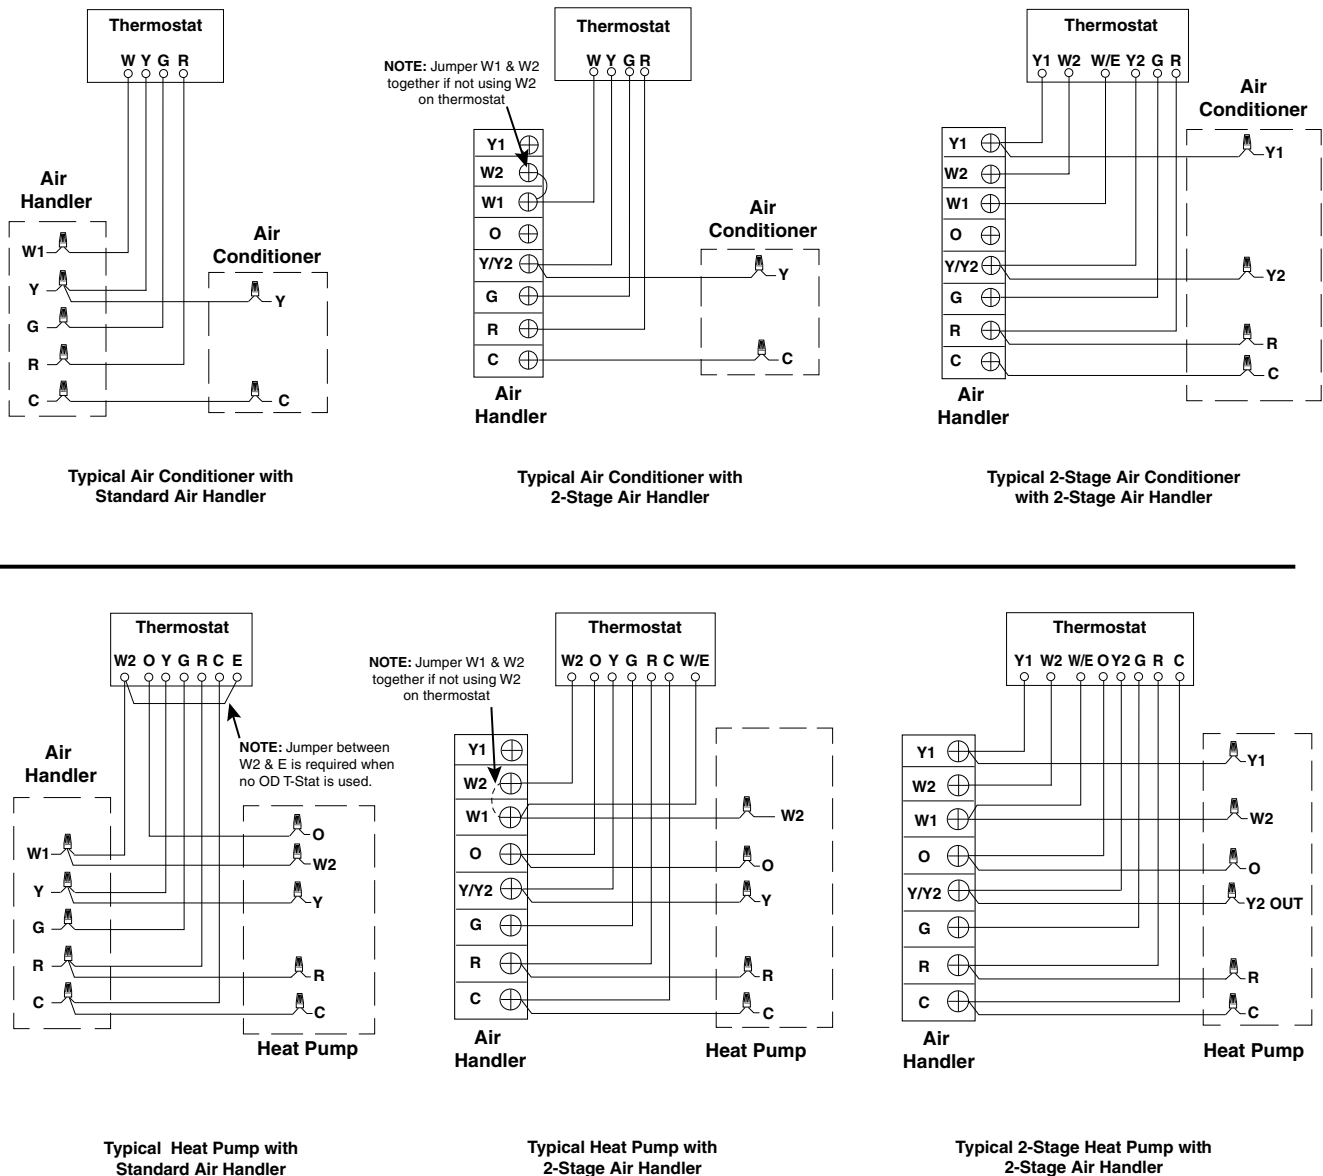 Thermostat
W Y G R
Air
Handler
W1
Y
G
R
C
Air
Conditioner
Y
C
Typical Air Conditioner with
Standard Air Handler
Thermostat
W Y G R
NOTE: Jumper W1 & W2
together if not using W2
on thermostat
Y1
W2
W1
O
Y/Y2
G
R
C
Air
Handler
Air
Conditioner
Y
C
Typical Air Conditioner with
2-Stage Air Handler
Thermostat
Y1 W2 W/E Y2 G R
Y1
W2
W1
O
Y/Y2
G
R
C
Air
Handler
Air
Conditioner
Y1
Y2
R
C
Typical 2-Stage Air Conditioner
with 2-Stage Air Handler
Thermostat
W2 O Y G R C E
NOTE: Jumper between
W2 & E is required when
no OD T-Stat is used.
Air
Handler
W1
Y
G
R
C
O
W2
Y
R
C
Heat Pump
Typical Heat Pump with
Standard Air Handler
Thermostat
W2 O Y G R C W/E
NOTE: Jumper W1 & W2
together if not using W2
on thermostat
Y1
W2
W1
O
Y/Y2
G
R
C
Air
Handler
W2
O
Y
R
C
Heat Pump
Typical Heat Pump with
2-Stage Air Handler
Thermostat
Y1 W2 W/E O Y2 G R C
Y1
W2
W1
O
Y/Y2
G
R
C
Air
Handler
Y1
W2
O
Y2 OUT
R
C
Heat Pump
Typical 2-Stage Heat Pump with
2-Stage Air Handler